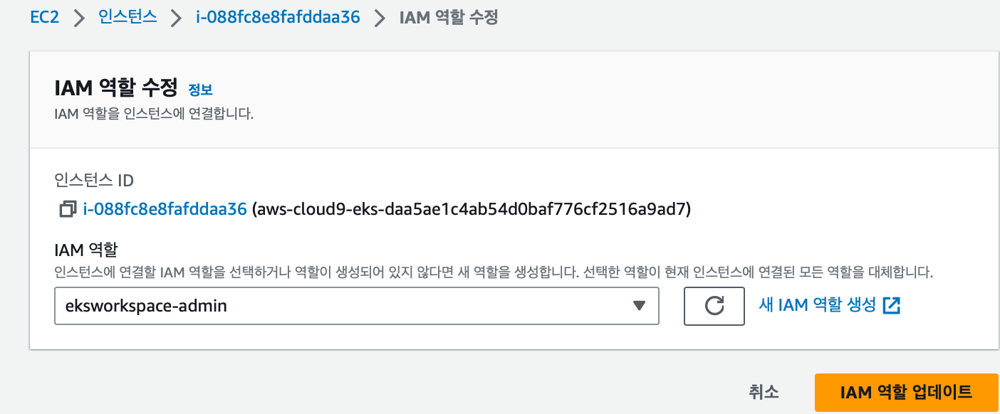 EC2 > 인스턴스 > i-088fc8e8fafddaa36 > IAM 역할 수정
IAM 역할 수정 정보
IAM 역할을 인스턴스에 연결합니다.
인스턴스 ID
i-088fc8e8fafddaa36 (aws-cloud9-eks-daa5ae1c4ab54d0baf776cf2516a9ad7)
IAM 역할
인스턴스에 연결할 IAM 역할을 선택하거나 역할이 생성되어 있지 않다면 새 역할을 생성합니다. 선택한 역할이 현재 인스턴스에 연결된 모든 역할을 대체합니다.
eksworkspace-admin 새 IAM 역할 생성
취소 IAM 역할 업데이트